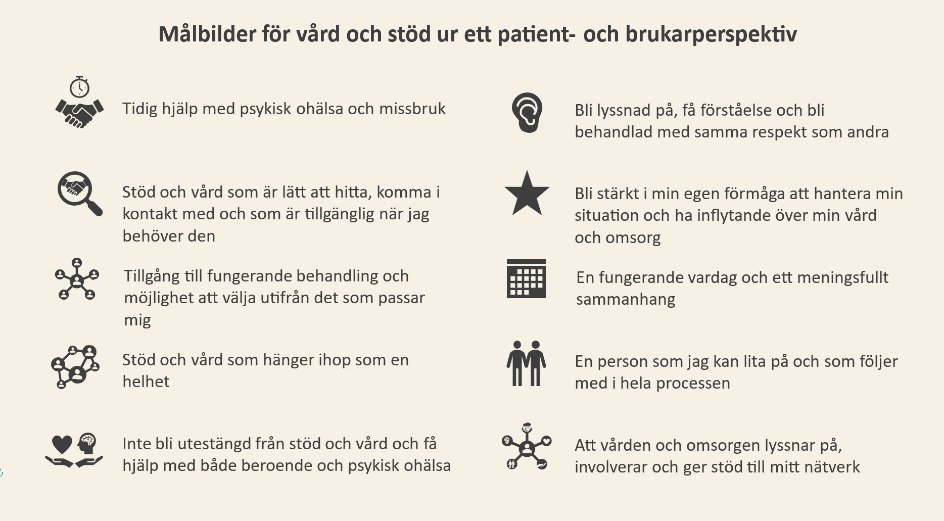 Målbilder för vård och stöd ur ett patient- och brukarperspektiv
Tidig hjälp med psykisk ohälsa och missbruk
Stöd och vård som är lätt att hitta, komma i
kontakt med och som är tillgänglig när jag
behöver den
Tillgång till fungerande behandling och
möjlighet att välja utifrån det som passar
mig
Stöd och vård som hänger ihop som en
helhet
Inte bli utestängd från stöd och vård och få
hjälp med både beroende och psykisk ohälsa
Bli lyssnad på, få förståelse och bli
behandlad med samma respekt som andra
Bli stärkt i min egen förmåga att hantera min
situation och ha inflytande över min vård
och omsorg
En fungerande vardag och ett meningsfullt
sammanhang
En person som jag kan lita på och som följer
med i hela processen
Att vården och omsorgen lyssnar på,
involverar och ger stöd till mitt nätverk